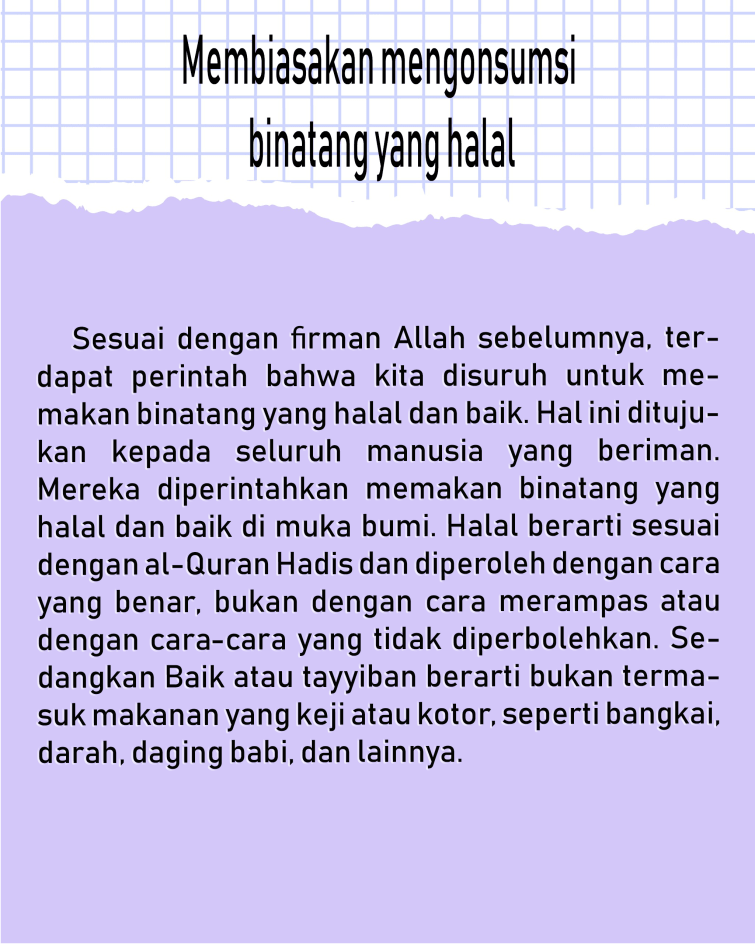 Membiasakan mengonsumsi
binatang yang halal
Sesuai dengan firman Allah sebelumnya, ter-
dapat perintah bahwa kita disuruh untuk me-
makan binatang yang halal dan baik. Hal ini dituju-
kan kepada seluruh manusia yang beriman.
Mereka diperintahkan memakan binatang yang
halal dan baik di muka bumi. Halal berarti sesuai
dengan al-Quran Hadis dan diperoleh dengan cara
yang benar, bukan dengan cara merampas atau
dengan cara-cara yang tidak diperbolehkan. Se-
dangkan Baik atau tayyiban berarti bukan terma-
suk makanan yang keji atau kotor, seperti bangkai,
darah, daging babi, dan lainnya.